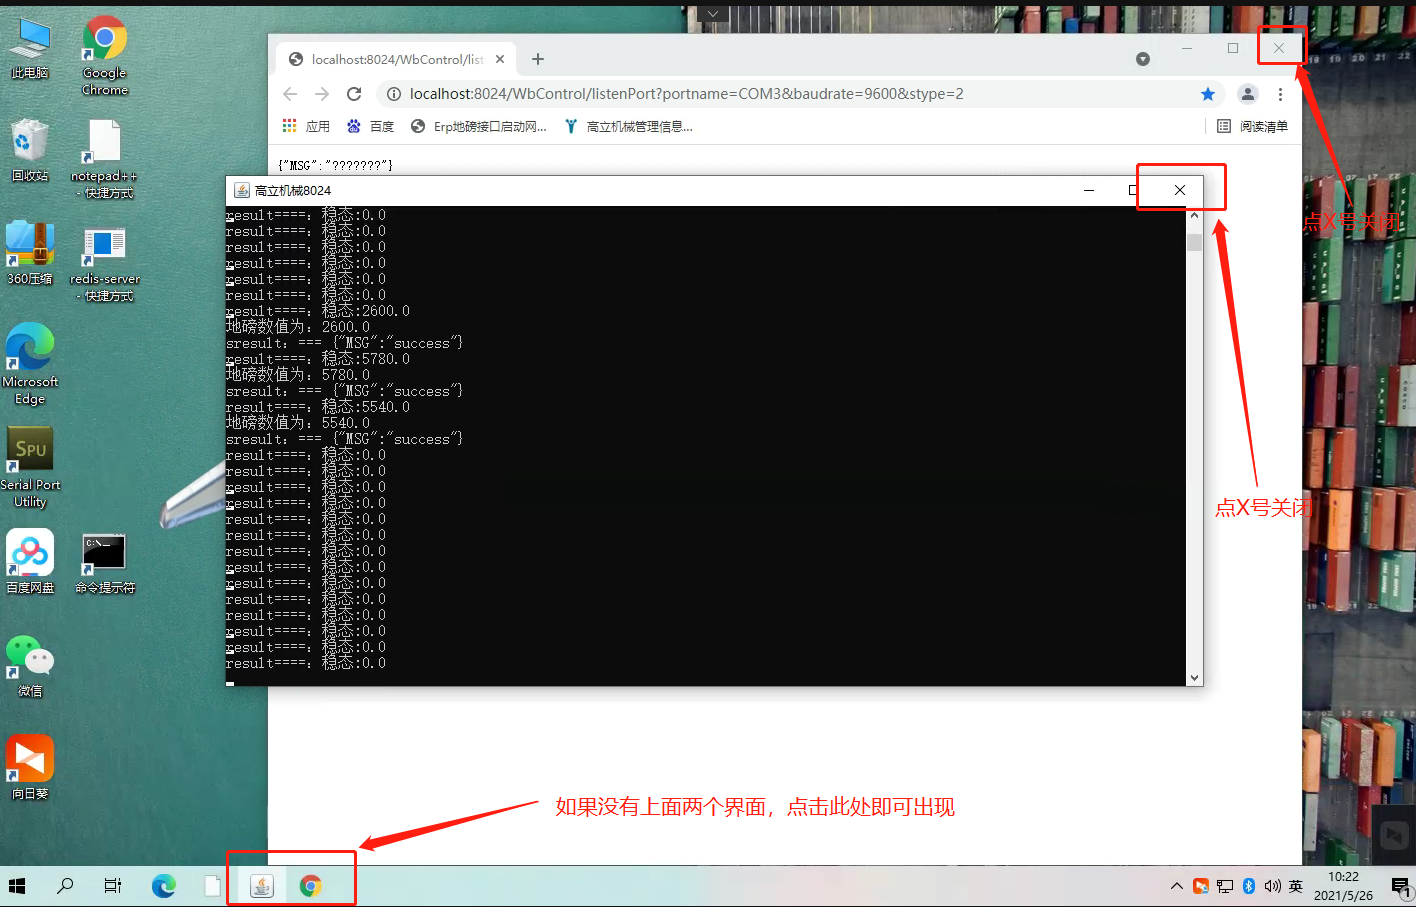 此电脑
Google
Chrome
回收站
notepad++
- 快捷方式
360压缩
redis-server
- 快捷方式
Microsoft
Edge
SPU
Serial Port
Utility
百度网盘
C:\_
命令提示符
微信
向日葵
localhost:8024/WbControl/list
localhost:8024/WbControl/listenPort?portname=COM3&baudrate=9600&stype=2
应用
百度
Erp地磅接口启动网...
高立机械管理信息...
阅读清单
{"MSG":"???????"}
高立机械8024
result====：稳态:0.0
result====：稳态:0.0
result====：稳态:0.0
result====：稳态:0.0
result====：稳态:0.0
result====：稳态:0.0
result====：稳态:2600.0
地磅数值为：2600.0
sresult：=== {"MSG":"success"}
result====：稳态:5780.0
地磅数值为：5780.0
sresult：=== {"MSG":"success"}
result====：稳态:5540.0
地磅数值为：5540.0
sresult：=== {"MSG":"success"}
result====：稳态:0.0
result====：稳态:0.0
result====：稳态:0.0
result====：稳态:0.0
result====：稳态:0.0
result====：稳态:0.0
result====：稳态:0.0
result====：稳态:0.0
result====：稳态:0.0
result====：稳态:0.0
result====：稳态:0.0
result====：稳态:0.0
result====：稳态:0.0
result====：稳态:0.0
点X号关闭
点X号关闭
如果没有上面两个界面，点击此处即可出现
英
10:22
2021/5/26
1